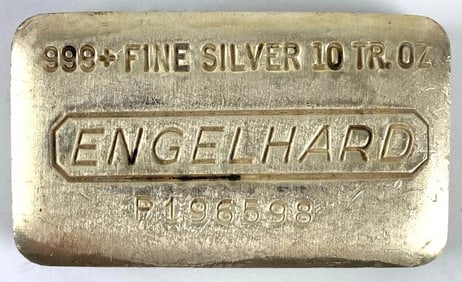 999+ FINE SILVER 10 TR. OZ
ENGELHARD
P196598